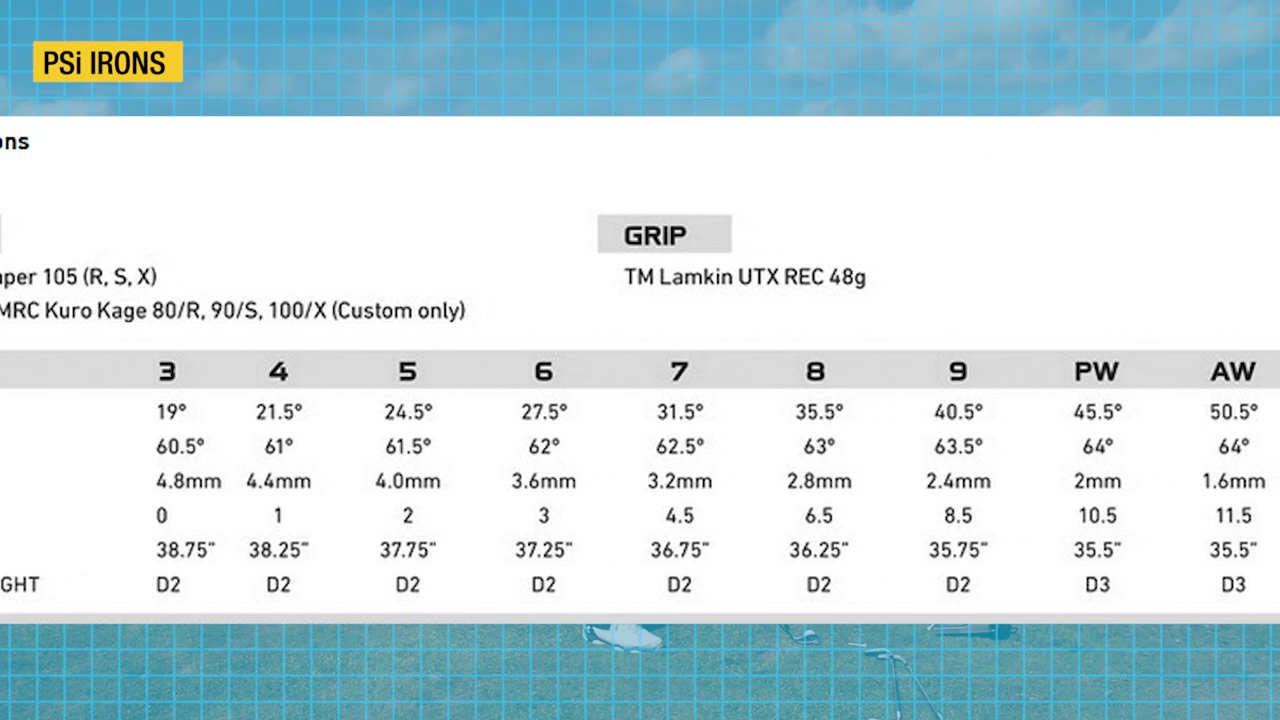 PSi IRONS
ons
GRIP
aper 105 (R, S, X)
TM Lamkin UTX REC 48g
MRC Kuro Kage 80/R, 90/S, 100/X (Custom only)
3 4 5 6 7 8 9 PW AW
19° 21.5° 24.5° 27.5° 31.5° 35.5° 40.5° 45.5° 50.5°
60.5° 61° 61.5° 62° 62.5° 63° 63.5° 64° 64°
4.8mm 4.4mm 4.0mm 3.6mm 3.2mm 2.8mm 2.4mm 2mm 1.6mm
0 1 2 3 4.5 6.5 8.5 10.5 11.5
38.75" 38.25" 37.75" 37.25" 36.75" 36.25" 35.75" 35.5" 35.5"
GHT D2 D2 D2 D2 D2 D2 D2 D3 D3